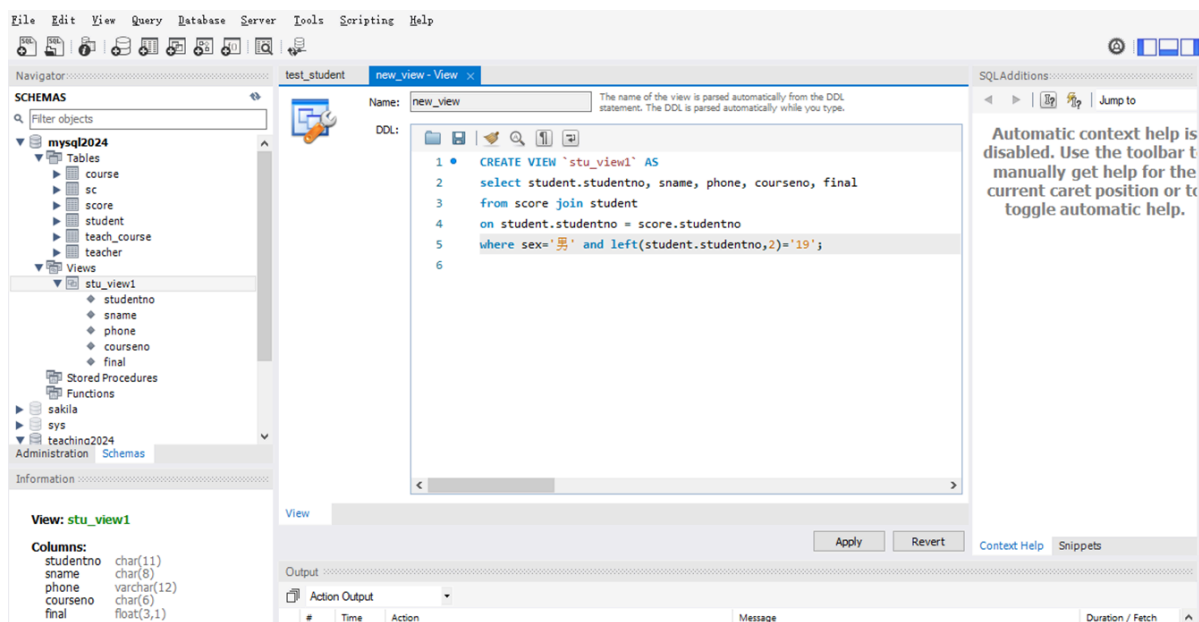 File Edit View Query Database Server Tools Scripting Help
Navigator
SCHEMAS
Filter objects
mysql2024
Tables
course
sc
score
student
teach_course
teacher
Views
stu_view1
studentno
sname
phone
courseno
final
Stored Procedures
Functions
sakila
sys
teaching2024
Administration Schemas
Information
View: stu_view1
Columns:
studentno char(11)
sname char(8)
phone varchar(12)
courseno char(6)
final float(3,1)
test_student new_view - View
Name: new_view
The name of the view is parsed automatically from the DDL
statement. The DDL is parsed automatically while you type.
DDL:
1 CREATE VIEW `stu_view1` AS
2 select student.studentno, sname, phone, courseno, final
3 from score join student
4 on student.studentno = score.studentno
5 where sex='男' and left(student.studentno,2)='19';
6
View
Apply Revert
Output
Action Output
# Time Action Message Duration / Fetch
SQLAdditions
Jump to
Automatic context help is
disabled. Use the toolbar t
manually get help for the
current caret position or to
toggle automatic help.
Context Help Snippets